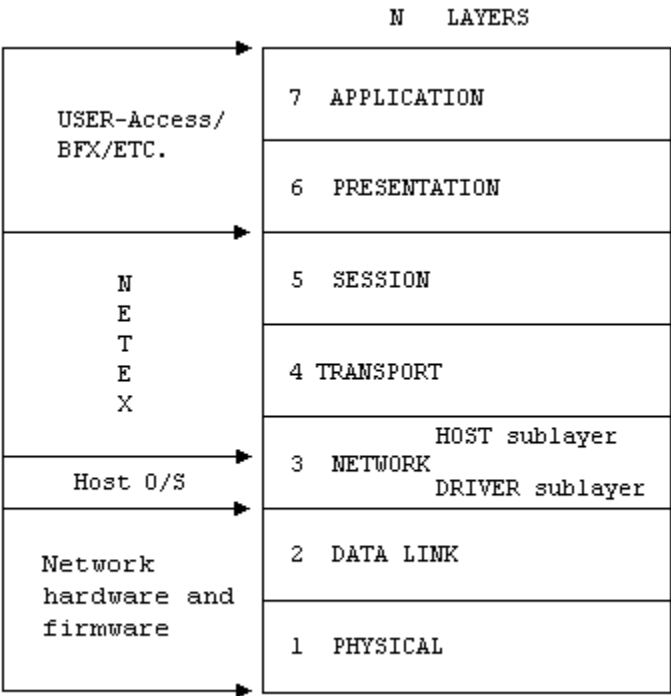 N LAYERS
USER-Access/
BFX/ETC.
N
E
T
E
X
Host O/S
Network
hardware and
firmware
7 APPLICATION
6 PRESENTATION
5 SESSION
4 TRANSPORT
HOST sublayer
3 NETWORK
DRIVER sublayer
2 DATA LINK
1 PHYSICAL